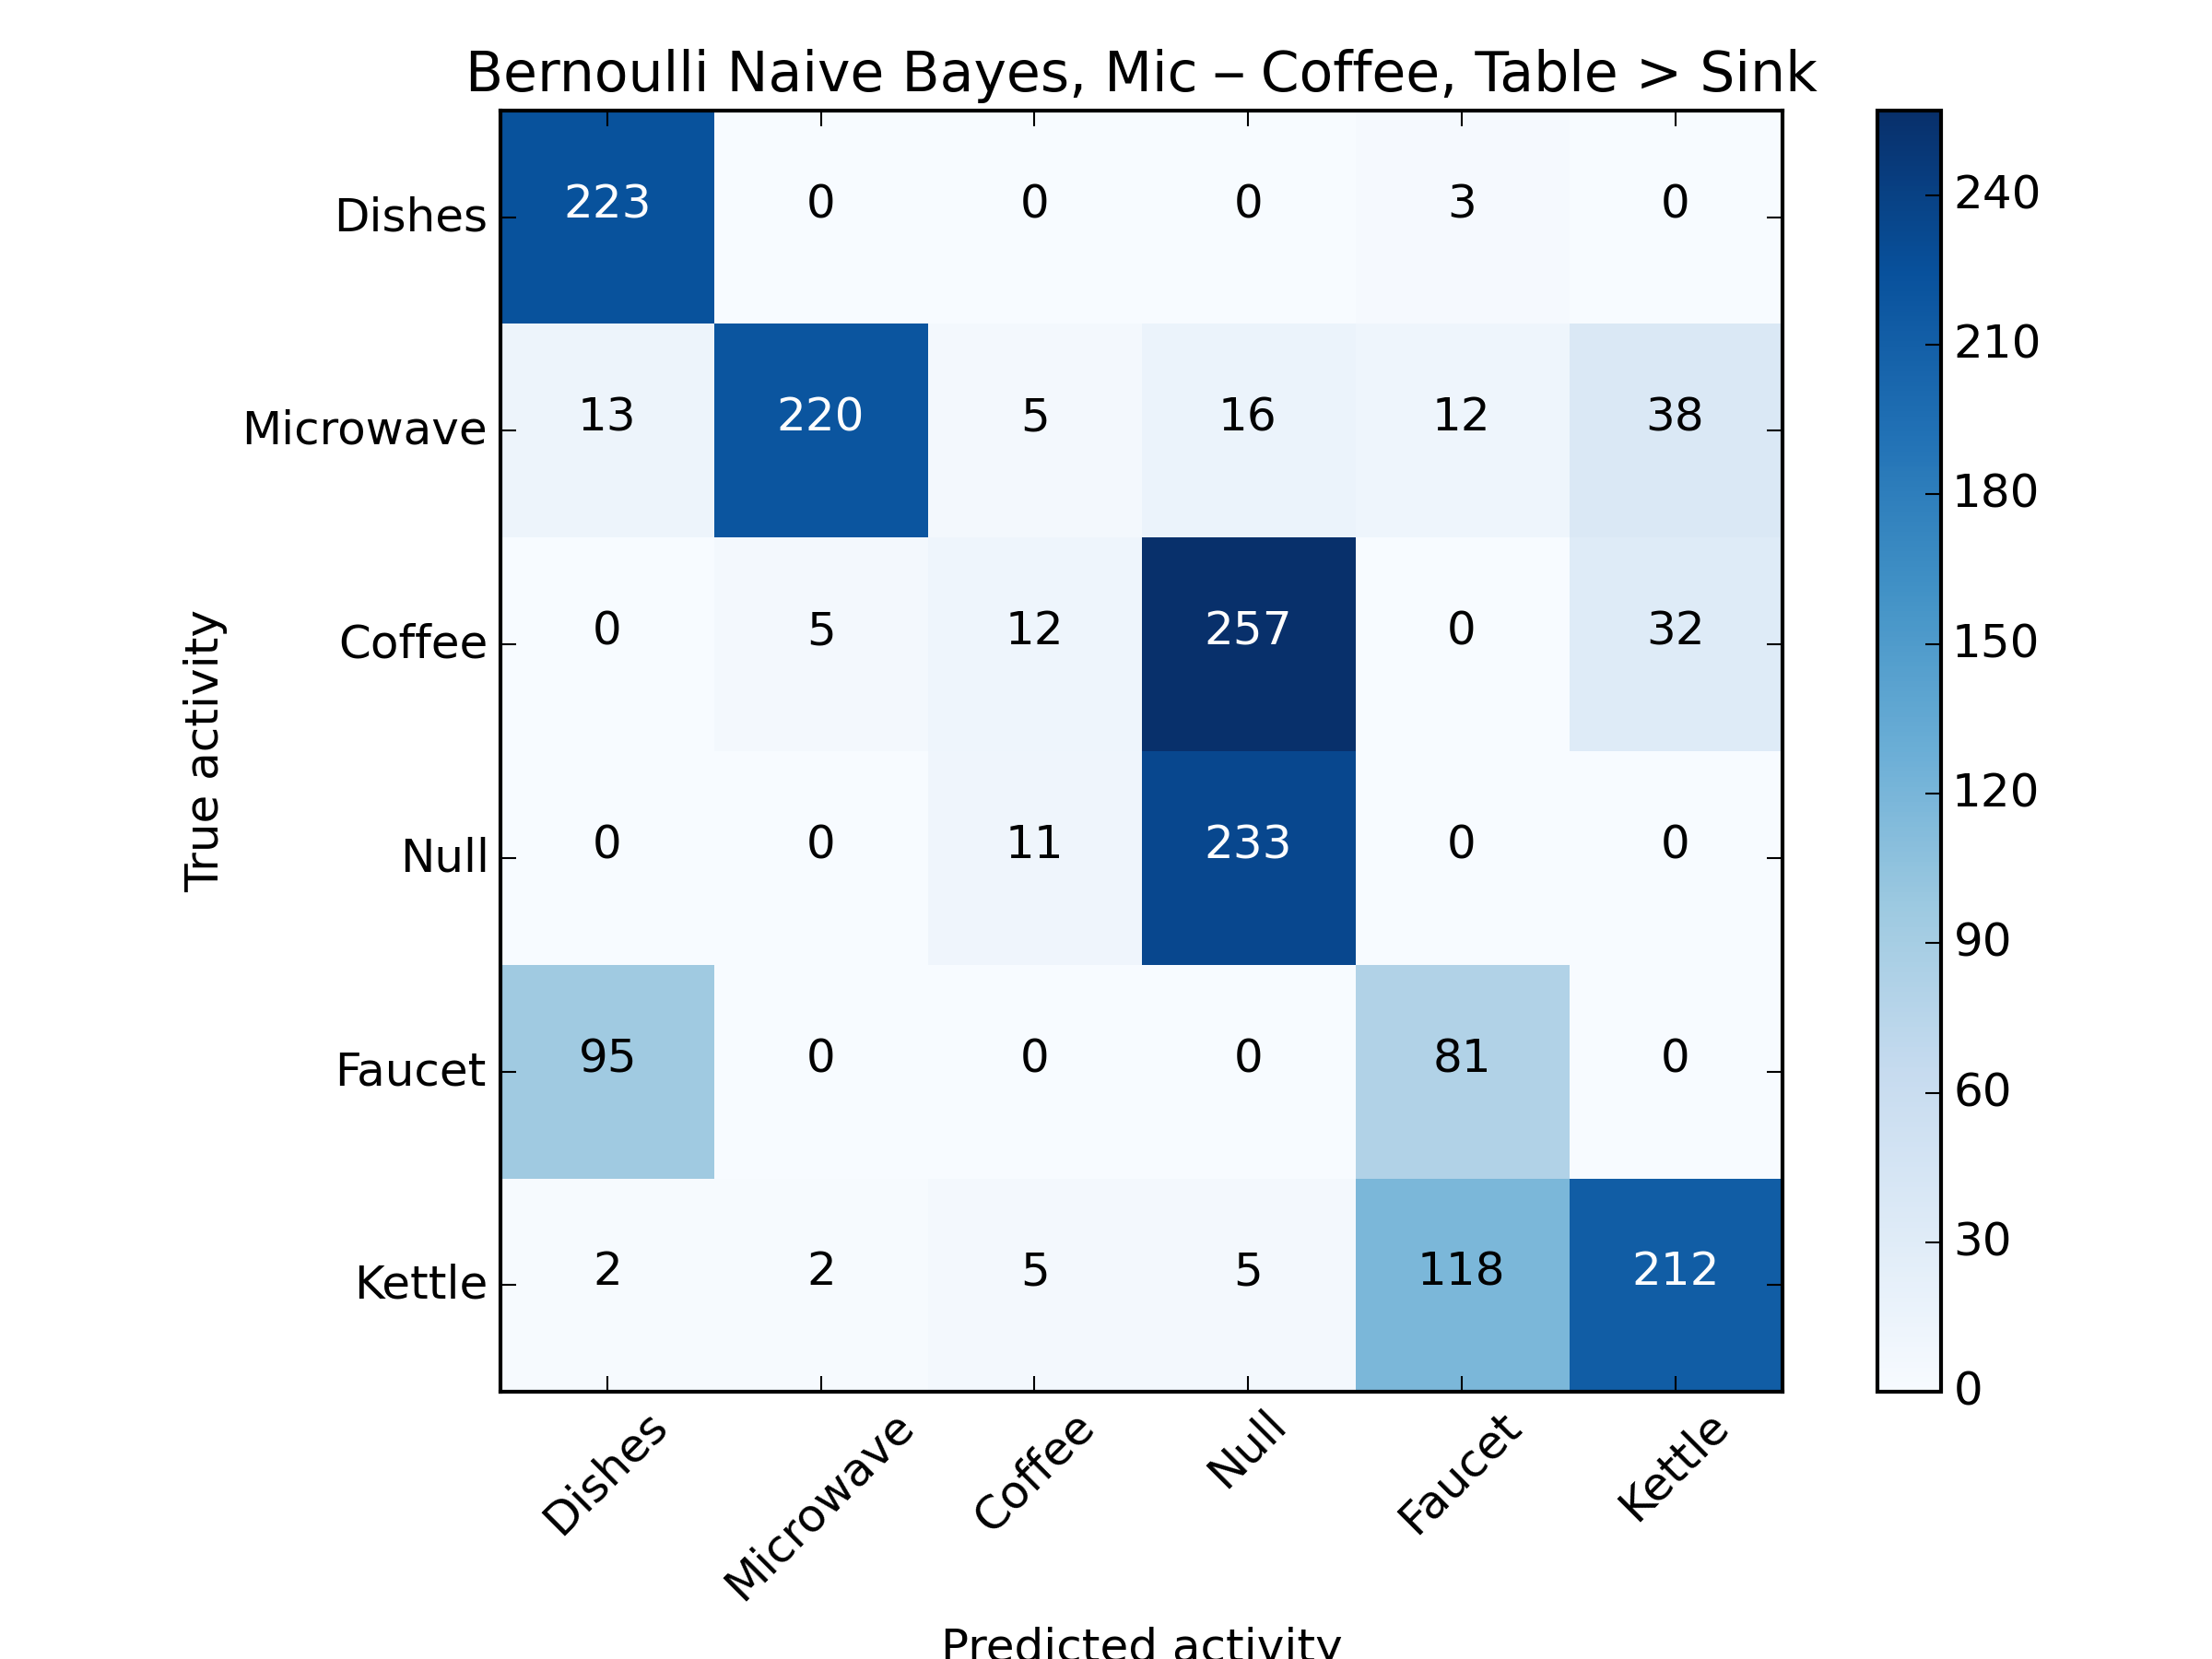 Bernoulli Naive Bayes, Mic – Coffee, Table > Sink
Dishes 223 0 0 0 3 0
Microwave 13 220 5 16 12 38
Coffee 0 5 12 257 0 32
Null 0 0 11 233 0 0
Faucet 95 0 0 0 81 0
Kettle 2 2 5 5 118 212
True activity
Dishes Microwave Coffee Null Faucet Kettle
Predicted activity
240
210
180
150
120
90
60
30
0